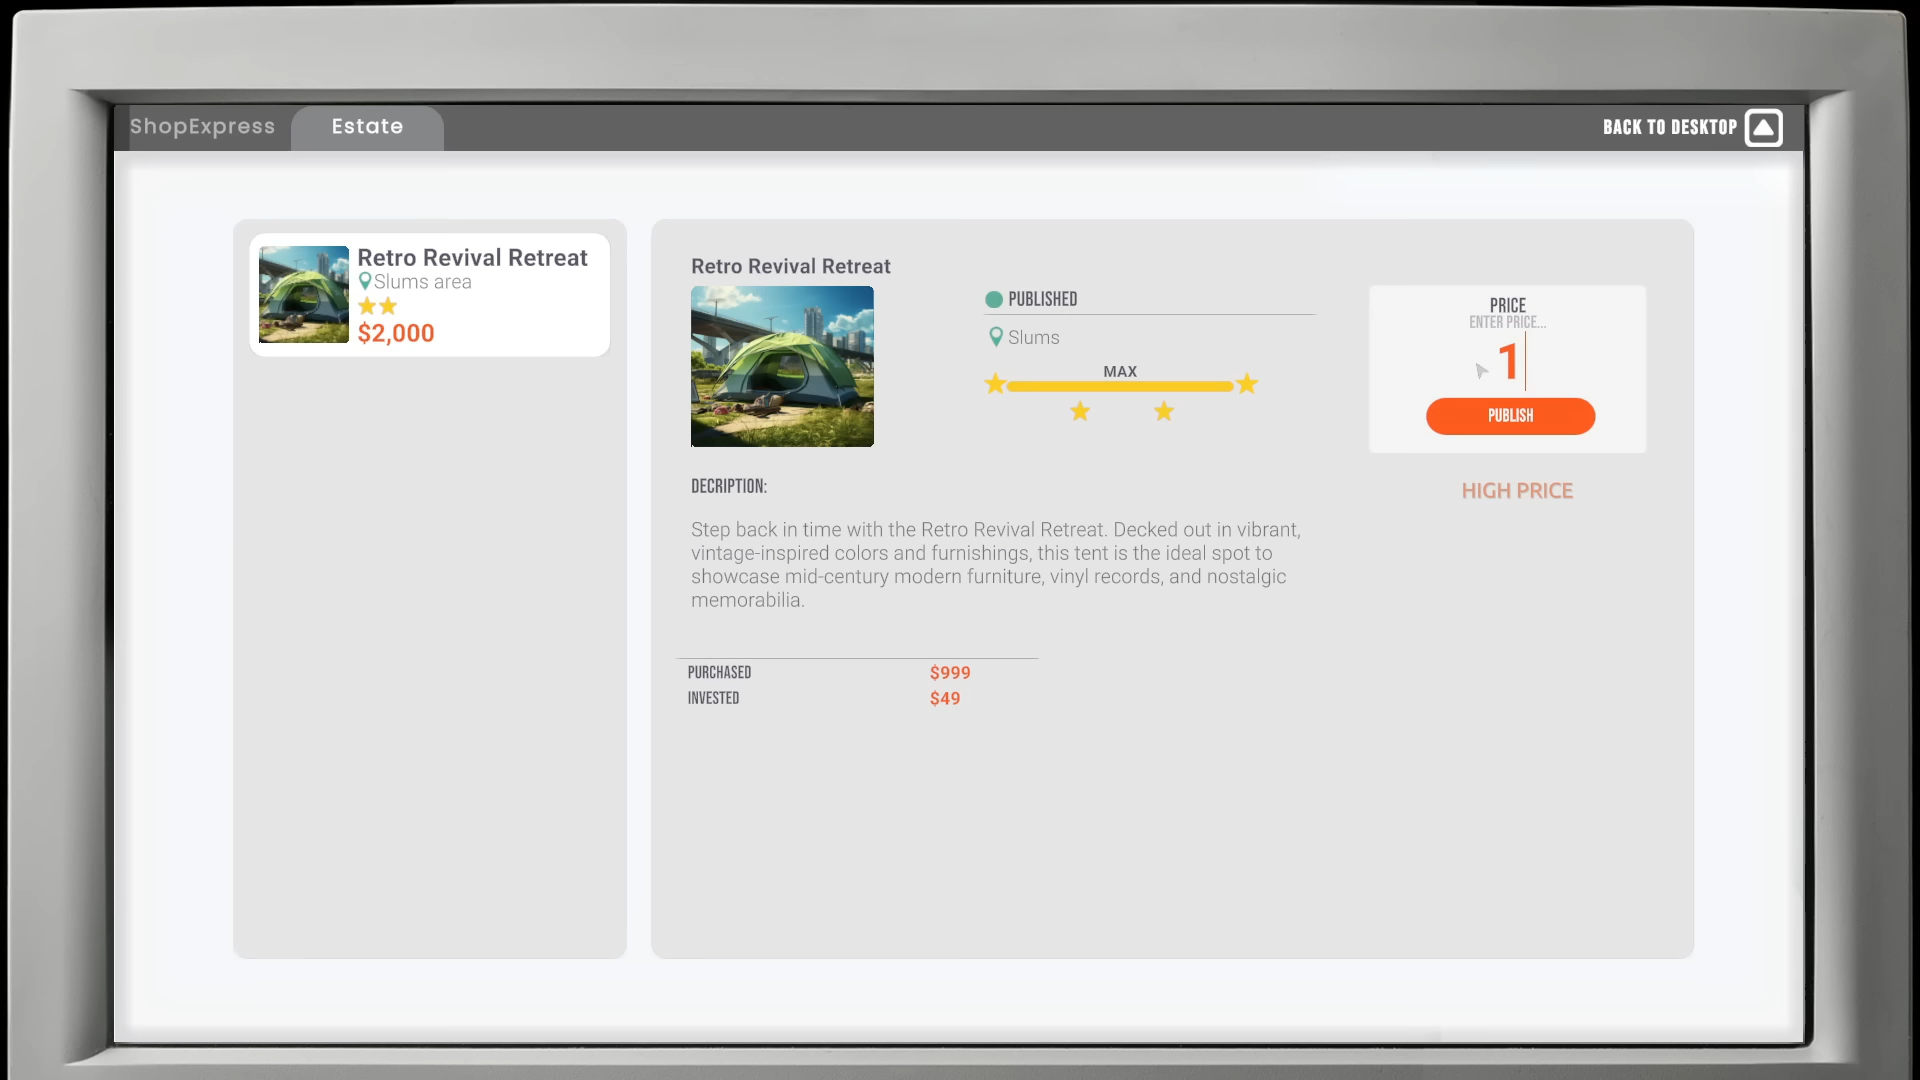 ShopExpress
Estate
BACK TO DESKTOP
Retro Revival Retreat
Slums area
$2,000
Retro Revival Retreat
PUBLISHED
Slums
MAX
PRICE
ENTER PRICE...
1
PUBLISH
HIGH PRICE
DECRIPTION:
Step back in time with the Retro Revival Retreat. Decked out in vibrant,
vintage-inspired colors and furnishings, this tent is the ideal spot to
showcase mid-century modern furniture, vinyl records, and nostalgic
memorabilia.
PURCHASED $999
INVESTED $49